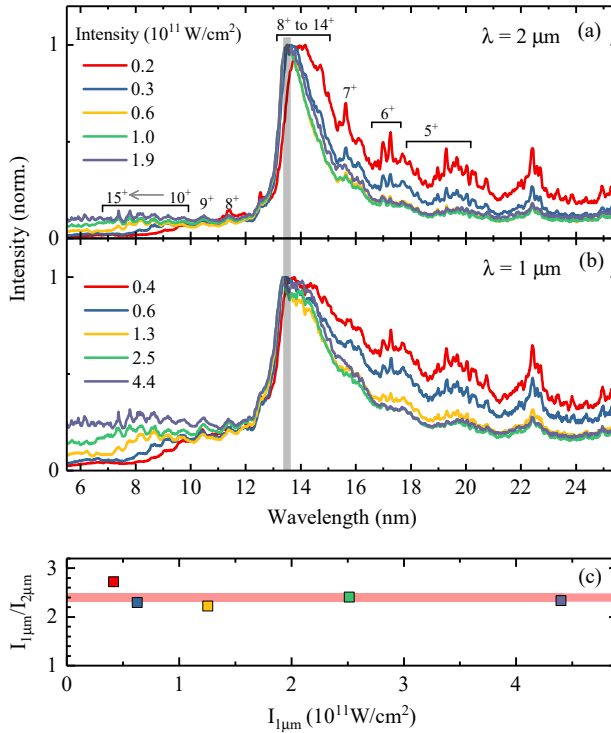 Intensity (10¹¹ W/cm²)
0.2
0.3
0.6
1.0
1.9
8⁺ to 14⁺
(a)
λ = 2 μm
7⁺
6⁺
5⁺
15⁺ ← 10⁺
9⁺
8⁺
1
0
Intensity (norm.)
(b)
λ = 1 μm
0.4
0.6
1.3
2.5
4.4
1
0
6 8 10 12 14 16 18 20 22 24
Wavelength (nm)
(c)
3
2
1
I₁μm/I₂μm
0 1 2 3 4
I₁μm (10¹¹W/cm²)